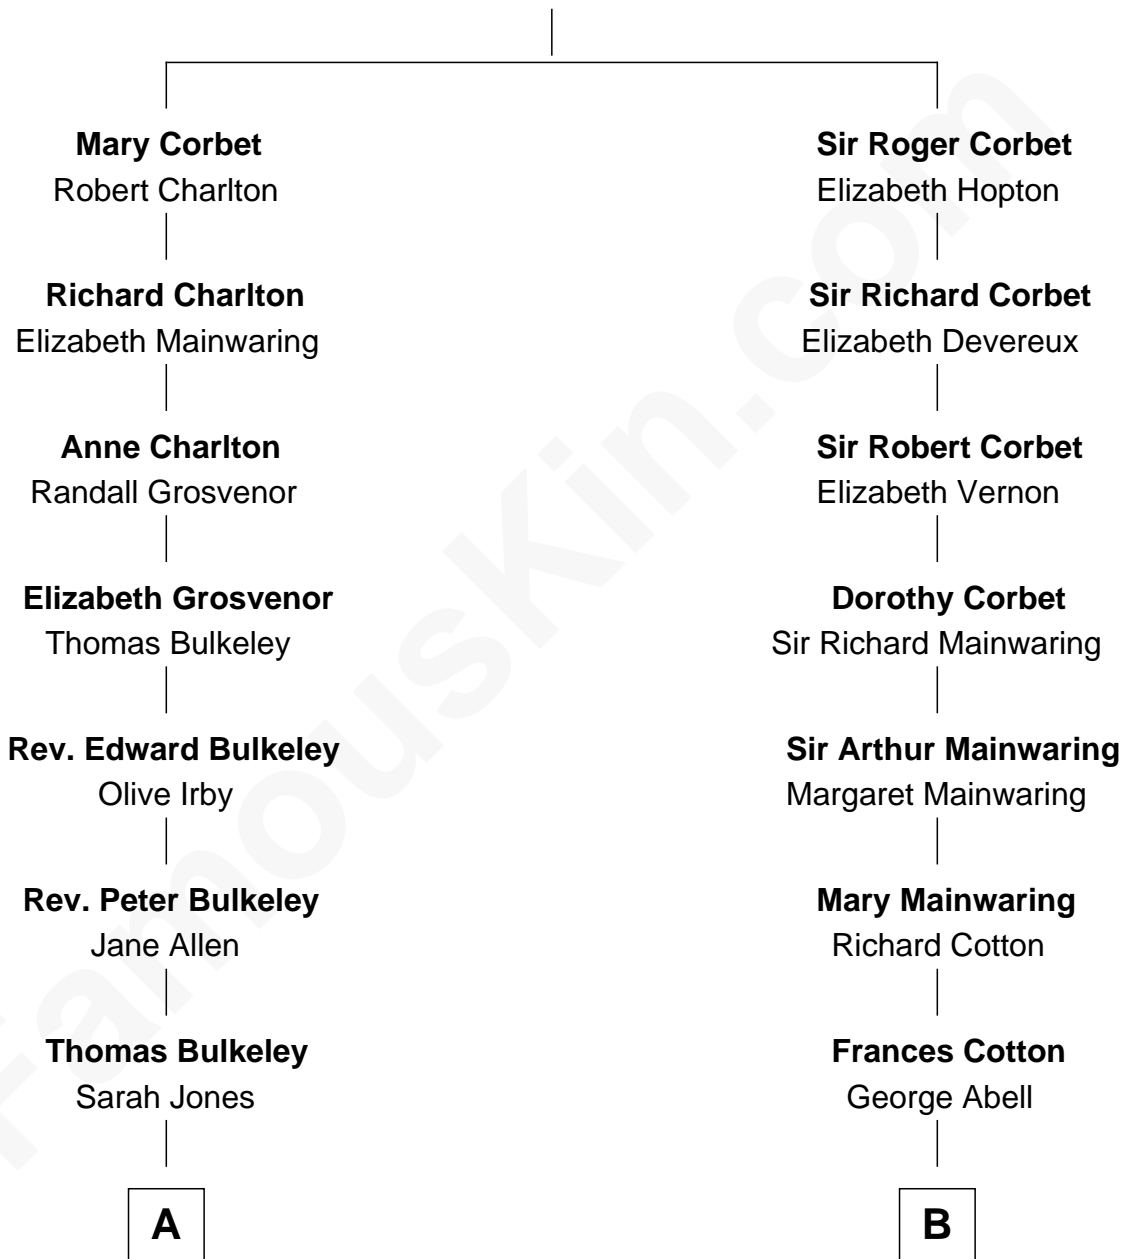 Mary Corbet
Robert Charlton
Richard Charlton
Elizabeth Mainwaring
Anne Charlton
Randall Grosvenor
Elizabeth Grosvenor
Thomas Bulkeley
Rev. Edward Bulkeley
Olive Irby
Rev. Peter Bulkeley
Jane Allen
Thomas Bulkeley
Sarah Jones
A
Sir Roger Corbet
Elizabeth Hopton
Sir Richard Corbet
Elizabeth Devereux
Sir Robert Corbet
Elizabeth Vernon
Dorothy Corbet
Sir Richard Mainwaring
Sir Arthur Mainwaring
Margaret Mainwaring
Mary Mainwaring
Richard Cotton
Frances Cotton
George Abell
B
FamousKin.com